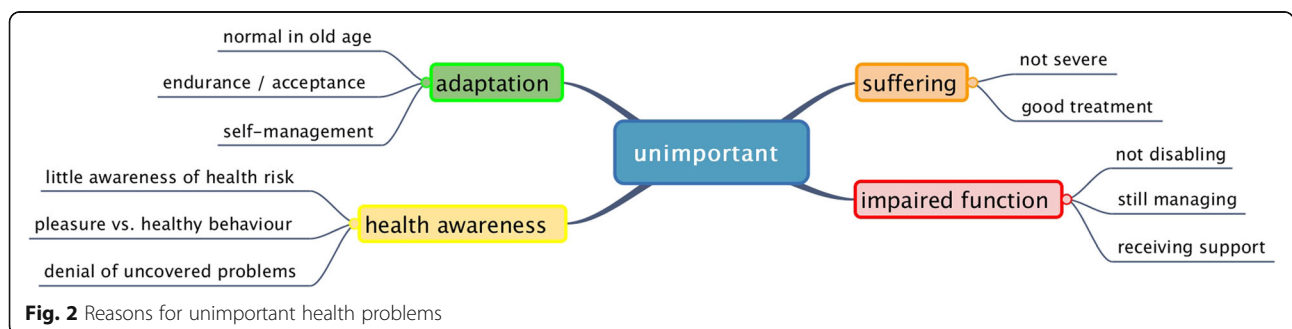 normal in old age
endurance / acceptance
self-management
adaptation
little awareness of health risk
pleasure vs. healthy behaviour
denial of uncovered problems
health awareness
unimportant
suffering
not severe
good treatment
impaired function
not disabling
still managing
receiving support
Fig. 2 Reasons for unimportant health problems